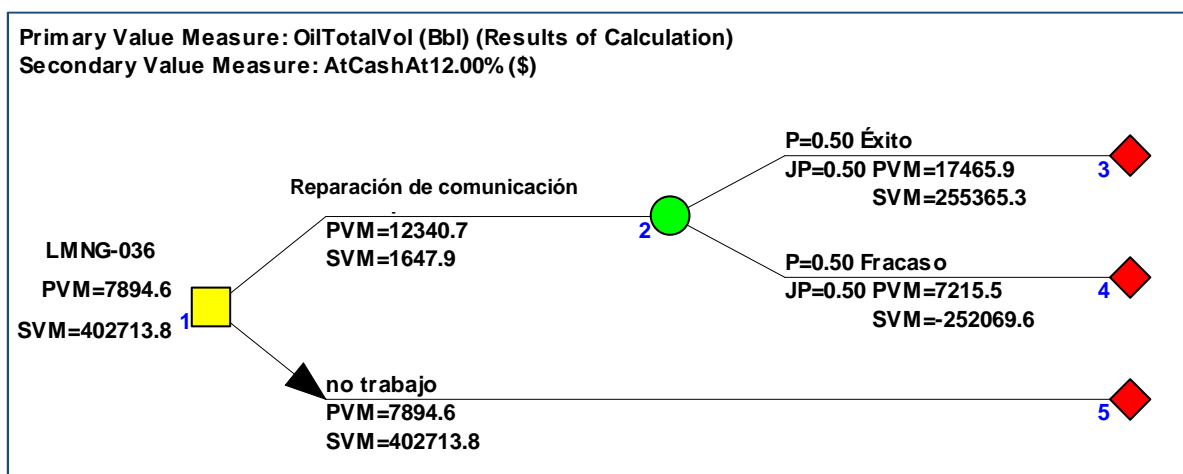 Primary Value Measure: OilTotalVol (Bbl) (Results of Calculation)
Secondary Value Measure: AtCashAt12.00% ($)
LMNG-036
PVM=7894.6
SVM=402713.8
1
Reparación de comunicación
PVM=12340.7
SVM=1647.9
2
P=0.50 Éxito
JP=0.50 PVM=17465.9
SVM=255365.3
3
P=0.50 Fracaso
JP=0.50 PVM=7215.5
SVM=-252069.6
4
no trabajo
PVM=7894.6
SVM=402713.8
5